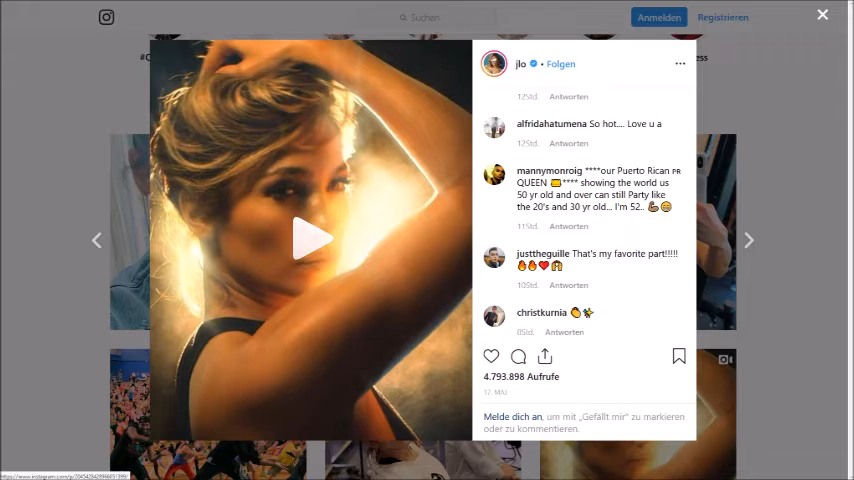 Suchen
Anmelden
Registrieren
jlo • Folgen
12Std. Antworten
alfridahatumena So hot.... Love u a
12Std. Antworten
mannymonroig ****our Puerto Rican PR
QUEEN 👑**** showing the world us
50 yr old and over can still Party like
the 20's and 30 yr old... I'm 52.. 💪🏾😄
11Std. Antworten
justtheguille That's my favorite part!!!!!
🔥🔥❤️🙌
10Std. Antworten
christkurnia 👏
8Std. Antworten
4.793.898 Aufrufe
17. MAI
Melde dich an, um mit „Gefällt mir“ zu markieren
oder zu kommentieren.